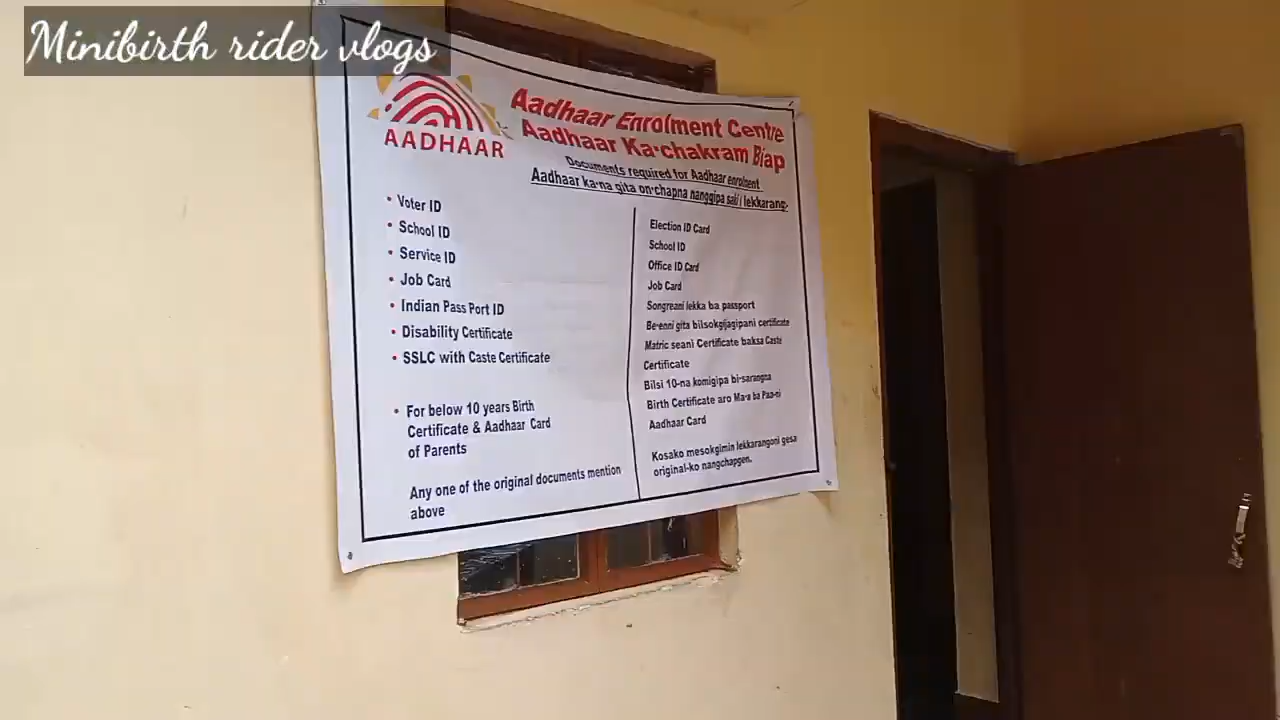 Minibirth rider vlogs
AADHAAR
Aadhaar Enrolment Centre
Aadhaar Ka·chakram Biap
Documents required for Aadhaar enrolment
Aadhaar ka·na gita on·chapna nanggipa saki lekkarang:
• Voter ID
• School ID
• Service ID
• Job Card
• Indian Pass Port ID
• Disability Certificate
• SSLC with Caste Certificate
• For below 10 years Birth
Certificate & Aadhaar Card
of Parents
Any one of the original documents mention
above
Election ID Card
School ID
Office ID Card
Job Card
Songreani lekka ba passport
Be·enni gita bilsokgijagipani certificate
Matric seani Certificate baksa Caste
Certificate
Bilsi 10-na komigipa bi·sarangna
Birth Certificate aro Ma·a ba Pa·a·ni
Aadhaar Card
Kosako mesokgimin lekkarangoni gesa
original-ko nangchapgen.